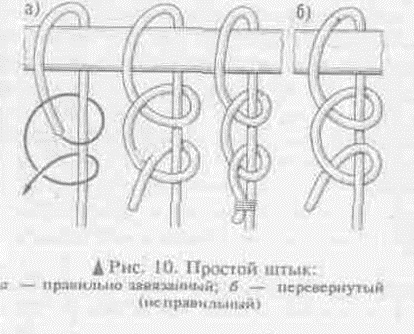 а) б)
▲Рис. 10. Простой штык:
а — правильно завязанный; б — перевернутый
(неправильный)